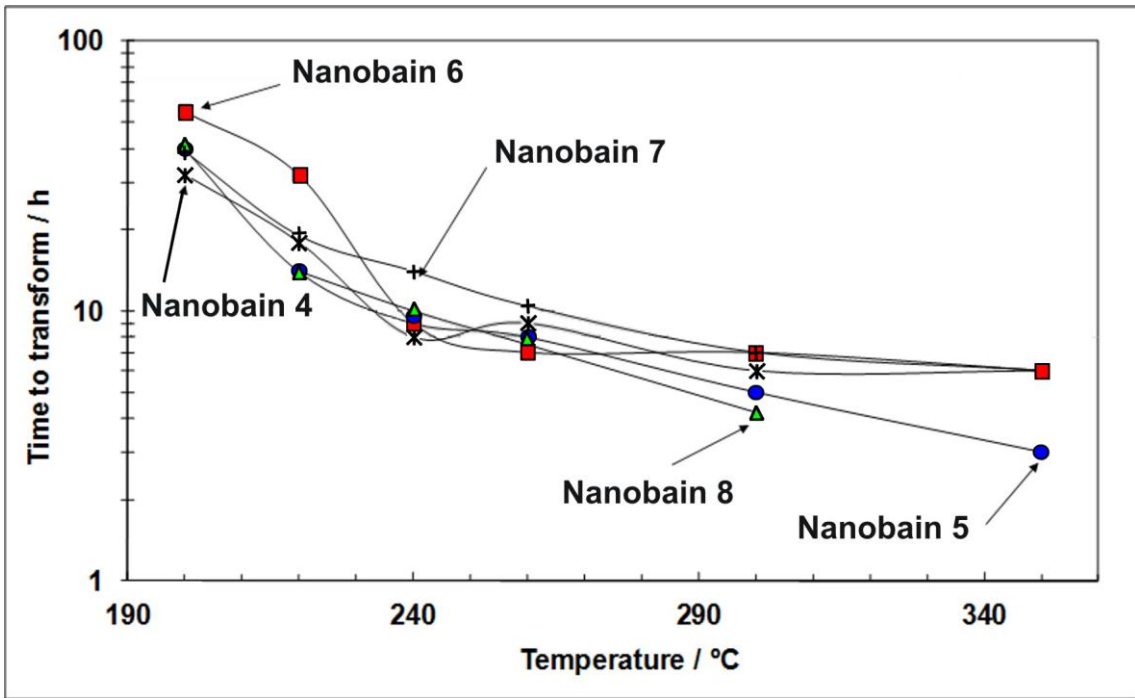 100
Nanobain 6
Nanobain 7
Time to transform / h
Nanobain 4
10
Nanobain 8
Nanobain 5
1
190 240 290 340
Temperature / ºC